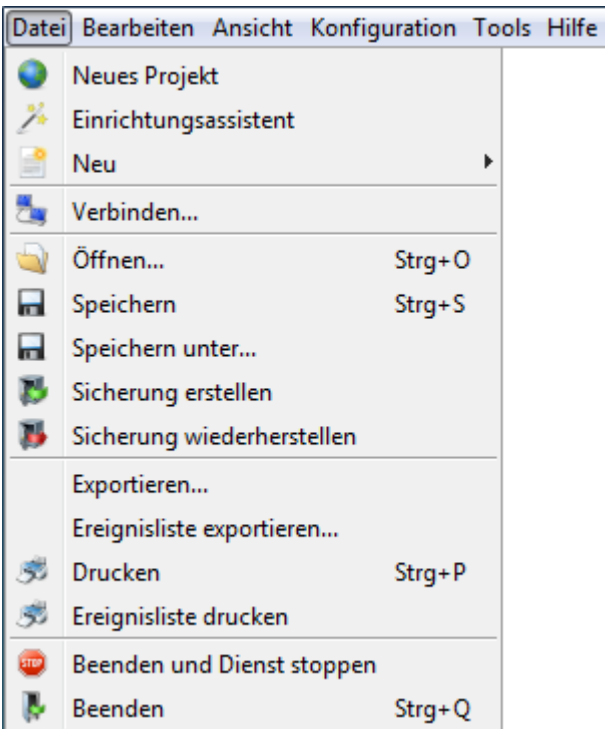 Datei Bearbeiten Ansicht Konfiguration Tools Hilfe
Neues Projekt
Einrichtungsassistent
Neu
Verbinden...
Öffnen... Strg+O
Speichern Strg+S
Speichern unter...
Sicherung erstellen
Sicherung wiederherstellen
Exportieren...
Ereignisliste exportieren...
Drucken Strg+P
Ereignisliste drucken
STOP Beenden und Dienst stoppen
Beenden Strg+Q